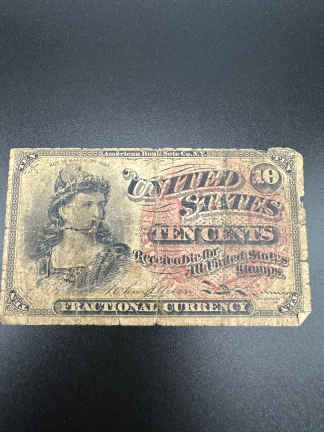 American Bank Note Co. N.Y.
UNITED 10
STATES
TEN CENTS
Receivable for
All United States
Stamps.
FRACTIONAL CURRENCY